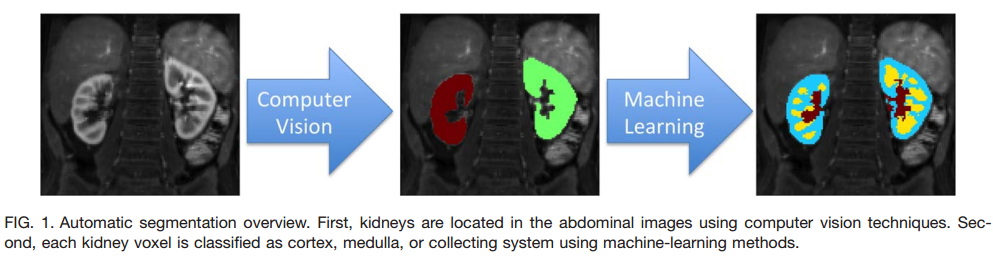 Computer
Vision
Machine
Learning
FIG. 1. Automatic segmentation overview. First, kidneys are located in the abdominal images using computer vision techniques. Sec-
ond, each kidney voxel is classified as cortex, medulla, or collecting system using machine-learning methods.